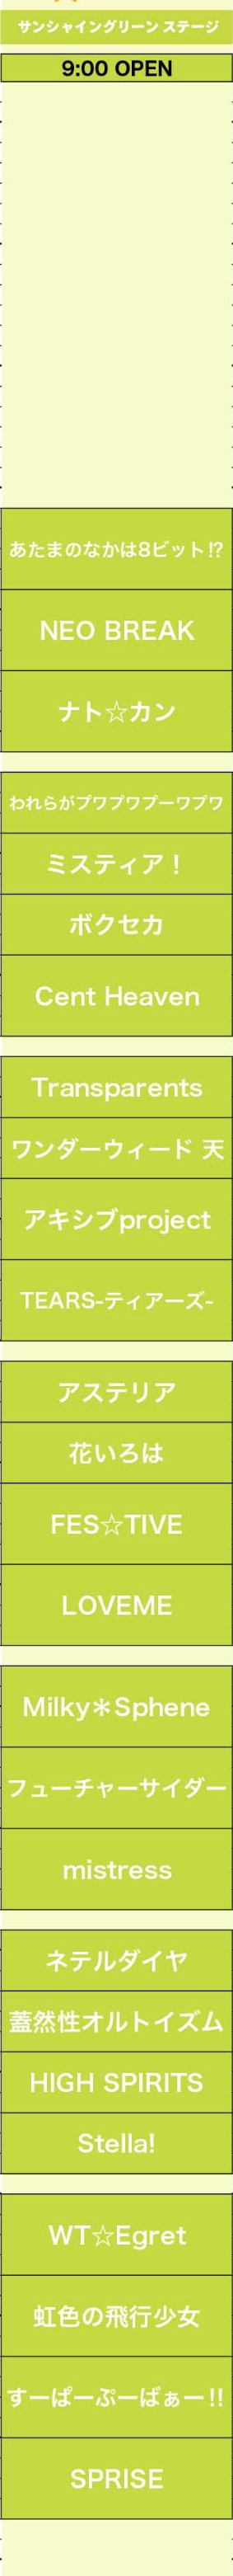 サンシャイングリーン ステージ
9:00 OPEN
あたまのなかは8ビット!?
NEO BREAK
ナト☆カン
われらがプワプワプーワプワ
ミスティア！
ボクセカ
Cent Heaven
Transparents
ワンダーウィード 天
アキシブproject
TEARS-ティアーズ-
アステリア
花いろは
FES☆TIVE
LOVEME
Milky＊Sphene
フューチャーサイダー
mistress
ネテルダイヤ
蓋然性オルトイズム
HIGH SPIRITS
Stella!
WT☆Egret
虹色の飛行少女
すーぱーぷーばぁー!!
SPRISE